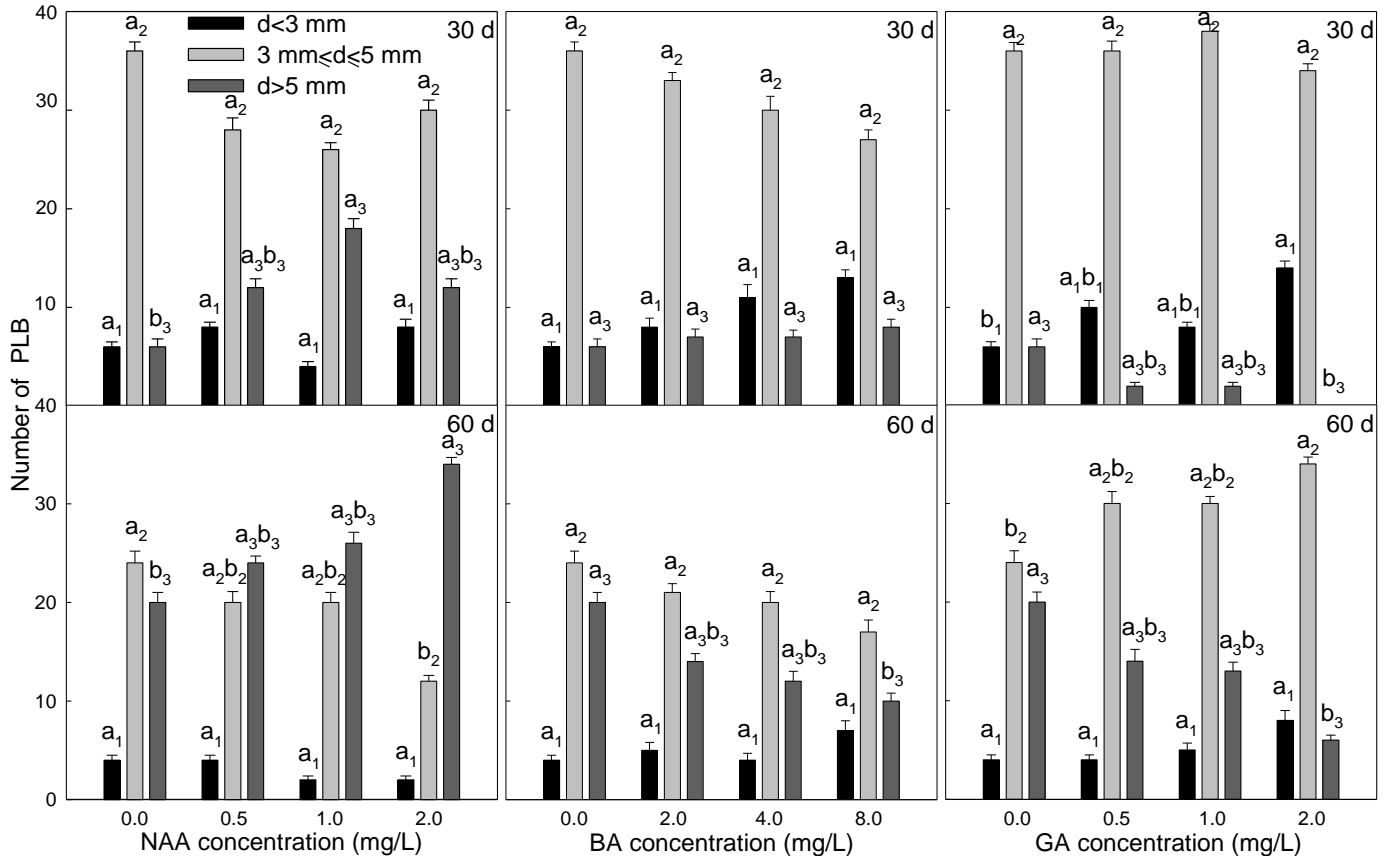 40
30
20
10
40
30
20
10
0
Number of PLB
d<3 mm
3 mm⩽d⩽5 mm
d>5 mm
30 d
a₁ a₂ b₃ a₁ a₂ a₃b₃ a₁ a₂ a₃ a₁ a₂ a₃b₃
30 d
a₁ a₂ a₃ a₁ a₂ a₃ a₁ a₂ a₃ a₁ a₂ a₃
30 d
b₁ a₂ a₃ a₁b₁ a₂ a₃b₃ a₁b₁ a₂ a₃b₃ a₁ a₂ b₃
60 d
a₁ a₂ b₃ a₁ a₂b₂ a₃b₃ a₁ a₂b₂ a₃b₃ a₁ b₂ a₃
0.0 0.5 1.0 2.0
NAA concentration (mg/L)
60 d
a₁ a₂ a₃ a₁ a₂ a₃b₃ a₁ a₂ a₃b₃ a₁ a₂ b₃
0.0 2.0 4.0 8.0
BA concentration (mg/L)
60 d
a₁ b₂ a₃ a₁ a₂b₂ a₃b₃ a₁ a₂b₂ a₃b₃ a₁ a₂ b₃
0.0 0.5 1.0 2.0
GA concentration (mg/L)